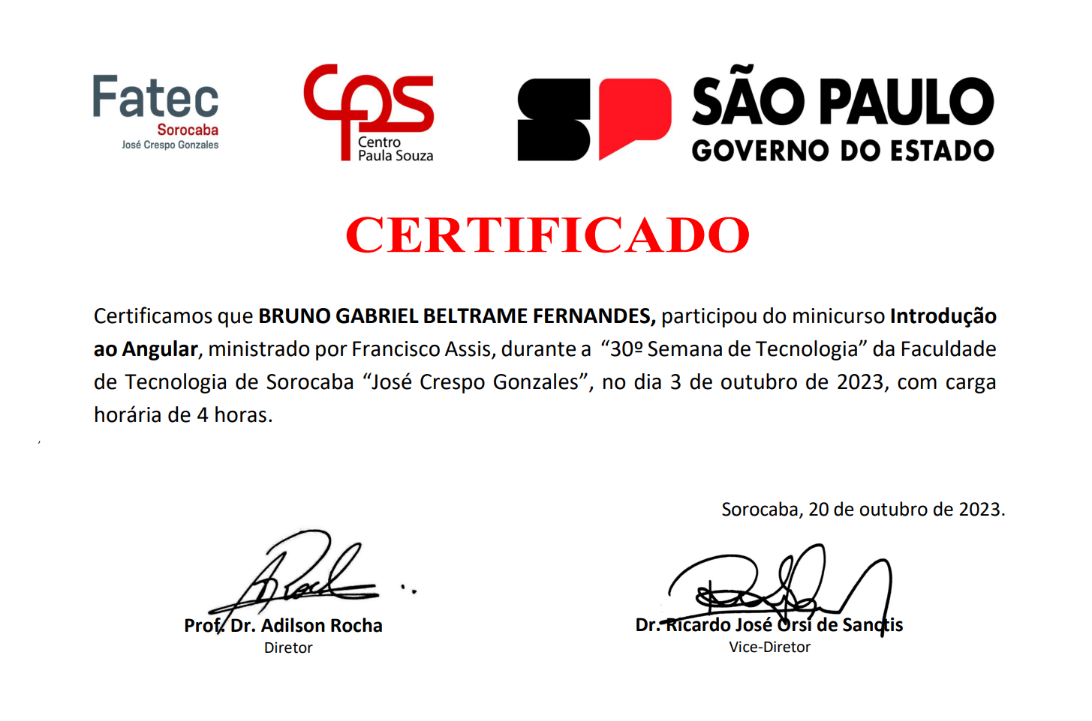 Fatec
Sorocaba
José Crespo Gonzales
CPS
Centro
Paula Souza
SP
SÃO PAULO
GOVERNO DO ESTADO
CERTIFICADO
Certificamos que BRUNO GABRIEL BELTRAME FERNANDES, participou do minicurso Introdução
ao Angular, ministrado por Francisco Assis, durante a “30º Semana de Tecnologia” da Faculdade
de Tecnologia de Sorocaba “José Crespo Gonzales”, no dia 3 de outubro de 2023, com carga
horária de 4 horas.
Sorocaba, 20 de outubro de 2023.
Prof. Dr. Adilson Rocha
Diretor
Dr. Ricardo José Orsi de Sanctis
Vice-Diretor